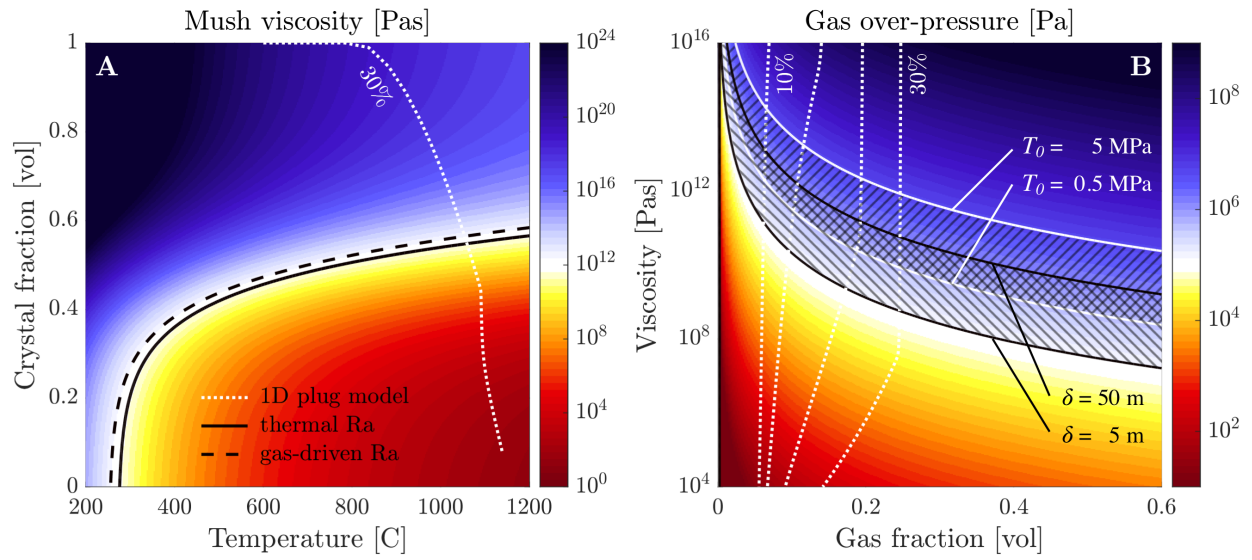 Mush viscosity [Pas]
A
30%
1D plug model
thermal Ra
gas-driven Ra
1
0.8
0.6
0.4
0.2
0
Crystal fraction [vol]
200
400
600
800
1000
1200
Temperature [C]
10^24
10^20
10^16
10^12
10^8
10^4
10^0
Gas over-pressure [Pa]
B
10%
30%
T_0 = 5 MPa
T_0 = 0.5 MPa
δ = 50 m
δ = 5 m
10^16
10^12
10^8
10^4
Viscosity [Pas]
0
0.2
0.4
0.6
Gas fraction [vol]
10^8
10^6
10^4
10^2